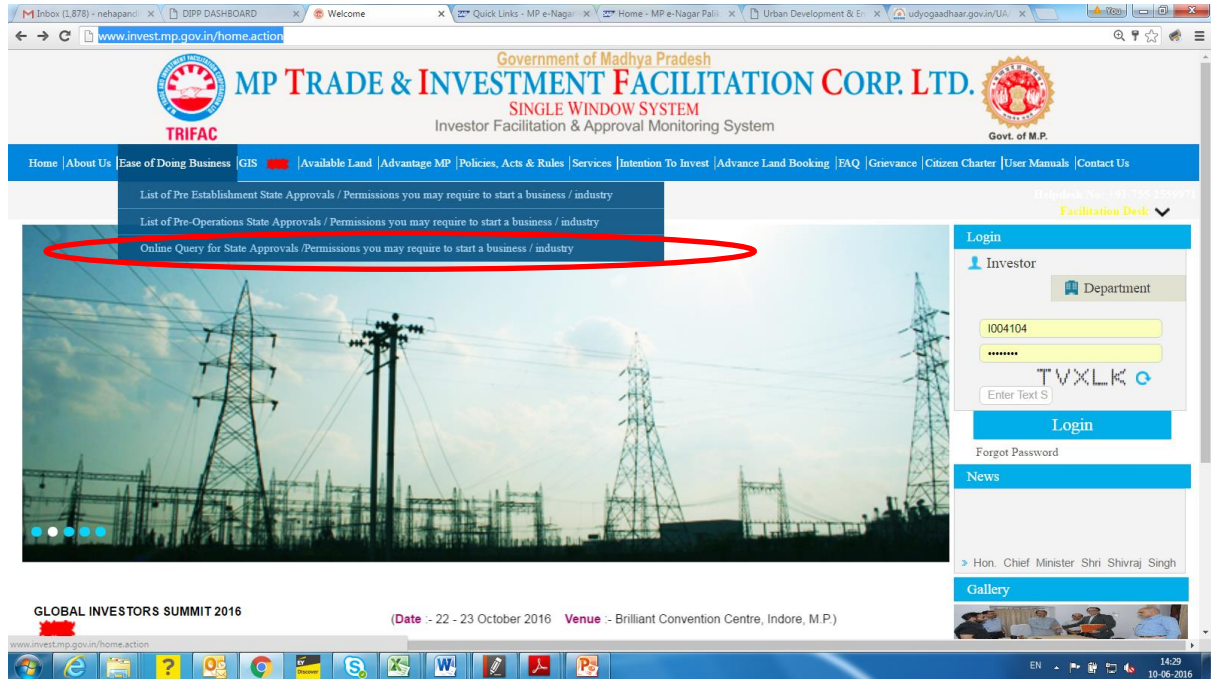 Inbox (1,878) - nehapandi
DIPP DASHBOARD
Welcome
Quick Links - MP e-Nagar
Home - MP e-Nagar Palik
Urban Development & En
udyogaadhaar.gov.in/UA/
You
www.invest.mp.gov.in/home.action
Government of Madhya Pradesh
MP TRADE & INVESTMENT FACILITATION CORP. LTD.
SINGLE WINDOW SYSTEM
Investor Facilitation & Approval Monitoring System
TRIFAC
Govt. of M.P.
Home |About Us |Ease of Doing Business |GIS |Available Land |Advantage MP |Policies, Acts & Rules |Services |Intention To Invest |Advance Land Booking |FAQ |Grievance |Citizen Charter |User Manuals |Contact Us
List of Pre Establishment State Approvals / Permissions you may require to start a business / industry
List of Pre-Operations State Approvals / Permissions you may require to start a business / industry
Online Query for State Approvals /Permissions you may require to start a business / industry
Facilitation Desk
Login
Investor
Department
I004104
••••••••
TVXLK
Enter Text S
Login
Forgot Password
News
» Hon. Chief Minister Shri Shivraj Singh
Gallery
GLOBAL INVESTORS SUMMIT 2016
(Date :- 22 - 23 October 2016 Venue :- Brilliant Convention Centre, Indore, M.P.)
www.invest.mp.gov.in/home.action
EY
Discover
EN
14:29
10-06-2016